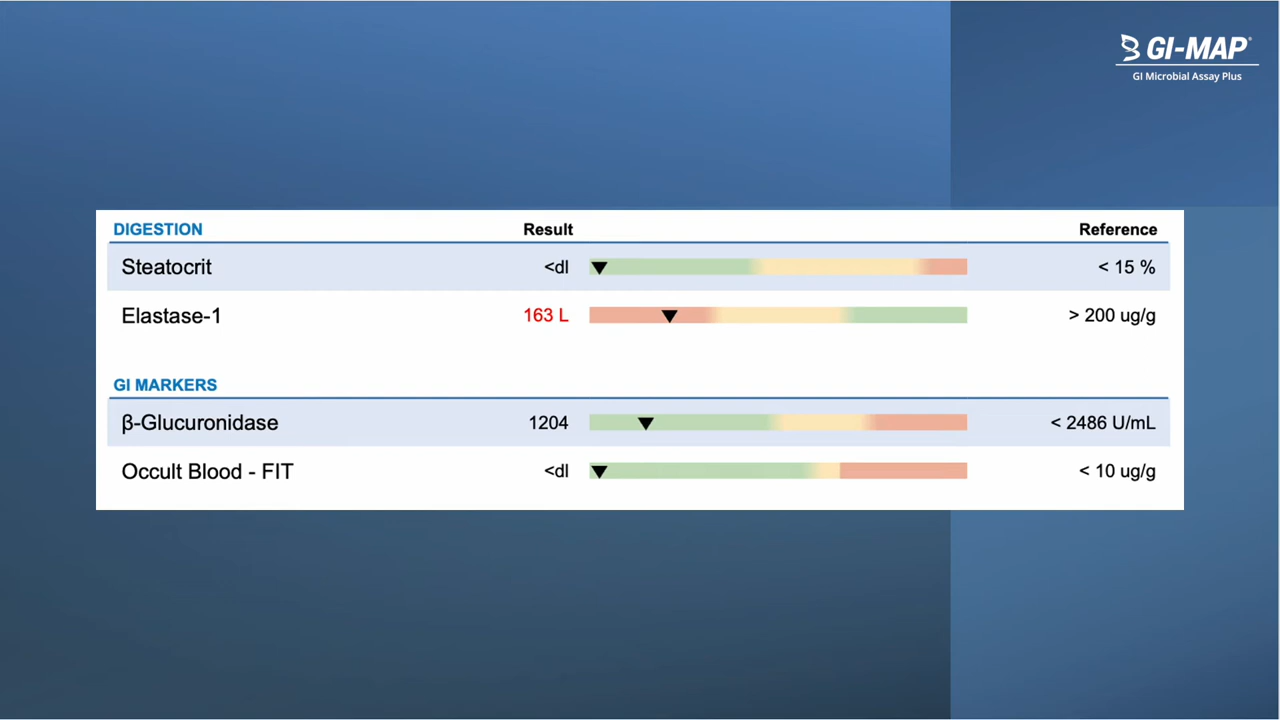 GI-MAP®
GI Microbial Assay Plus
DIGESTION Result Reference
Steatocrit <dl < 15 %
Elastase-1 163 L > 200 ug/g
GI MARKERS
β-Glucuronidase 1204 < 2486 U/mL
Occult Blood - FIT <dl < 10 ug/g